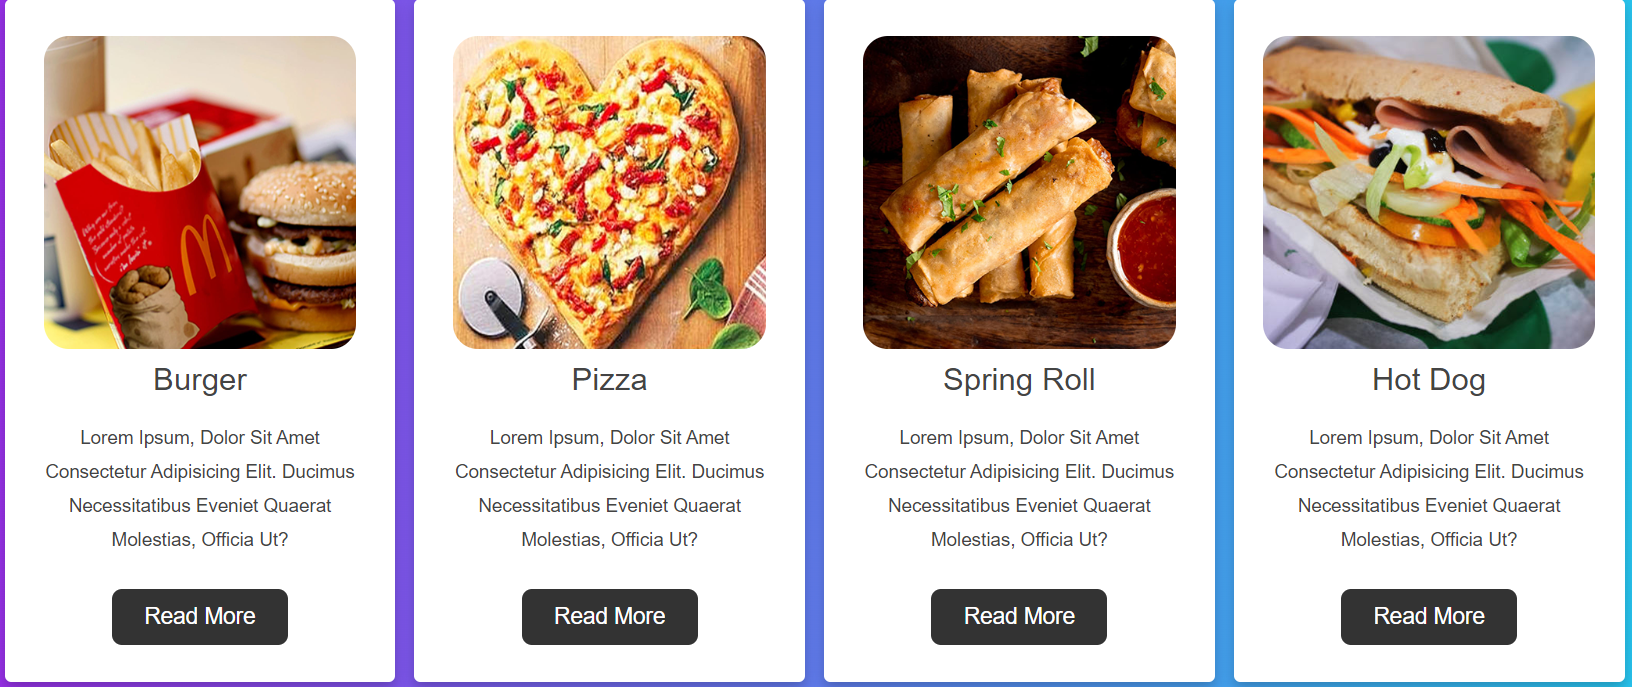 Burger
Lorem Ipsum, Dolor Sit Amet
Consectetur Adipisicing Elit. Ducimus
Necessitatibus Eveniet Quaerat
Molestias, Officia Ut?
Read More
Pizza
Lorem Ipsum, Dolor Sit Amet
Consectetur Adipisicing Elit. Ducimus
Necessitatibus Eveniet Quaerat
Molestias, Officia Ut?
Read More
Spring Roll
Lorem Ipsum, Dolor Sit Amet
Consectetur Adipisicing Elit. Ducimus
Necessitatibus Eveniet Quaerat
Molestias, Officia Ut?
Read More
Hot Dog
Lorem Ipsum, Dolor Sit Amet
Consectetur Adipisicing Elit. Ducimus
Necessitatibus Eveniet Quaerat
Molestias, Officia Ut?
Read More